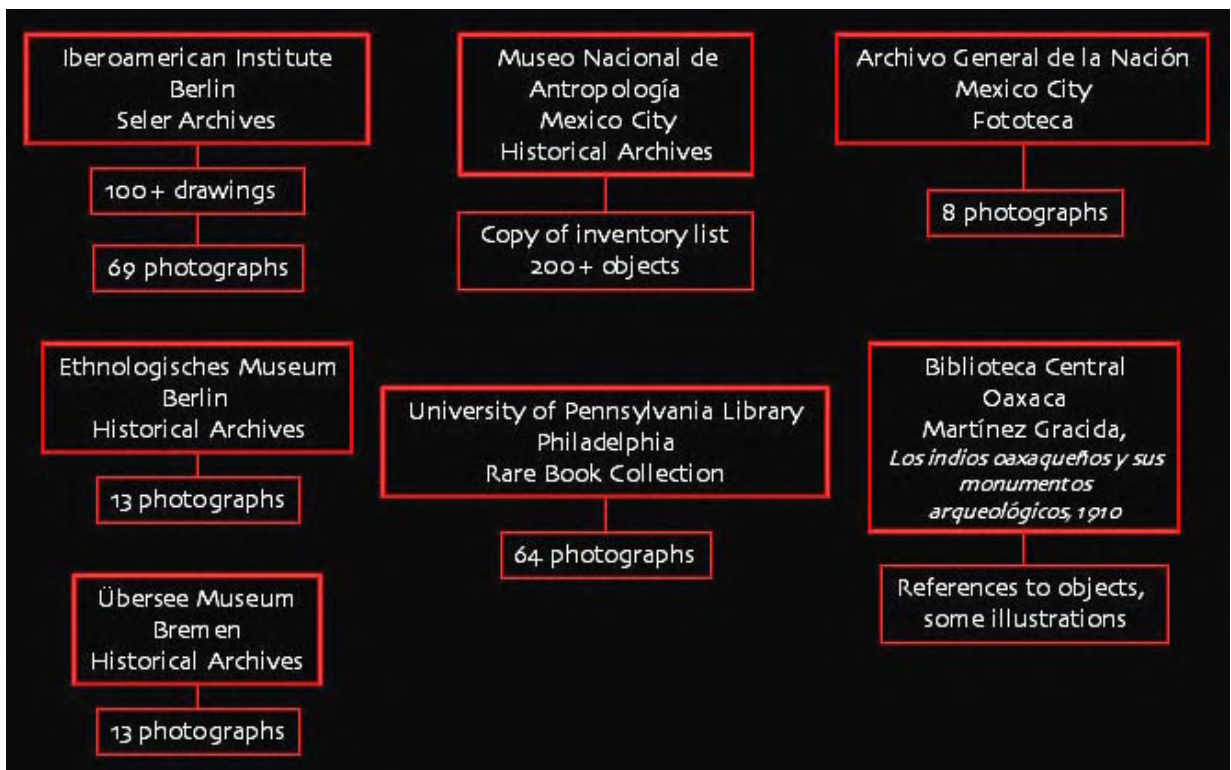 Iberoamerican Institute
Berlin
Seler Archives
100+ drawings
69 photographs
Museo Nacional de
Antropología
Mexico City
Historical Archives
Copy of inventory list
200+ objects
Archivo General de la Nación
Mexico City
Fototeca
8 photographs
Ethnologisches Museum
Berlin
Historical Archives
13 photographs
University of Pennsylvania Library
Philadelphia
Rare Book Collection
64 photographs
Biblioteca Central
Oaxaca
Martínez Gracida,
Los indios oaxaqueños y sus
monumentos
arqueológicos, 1910
References to objects,
some illustrations
Übersee Museum
Bremen
Historical Archives
13 photographs